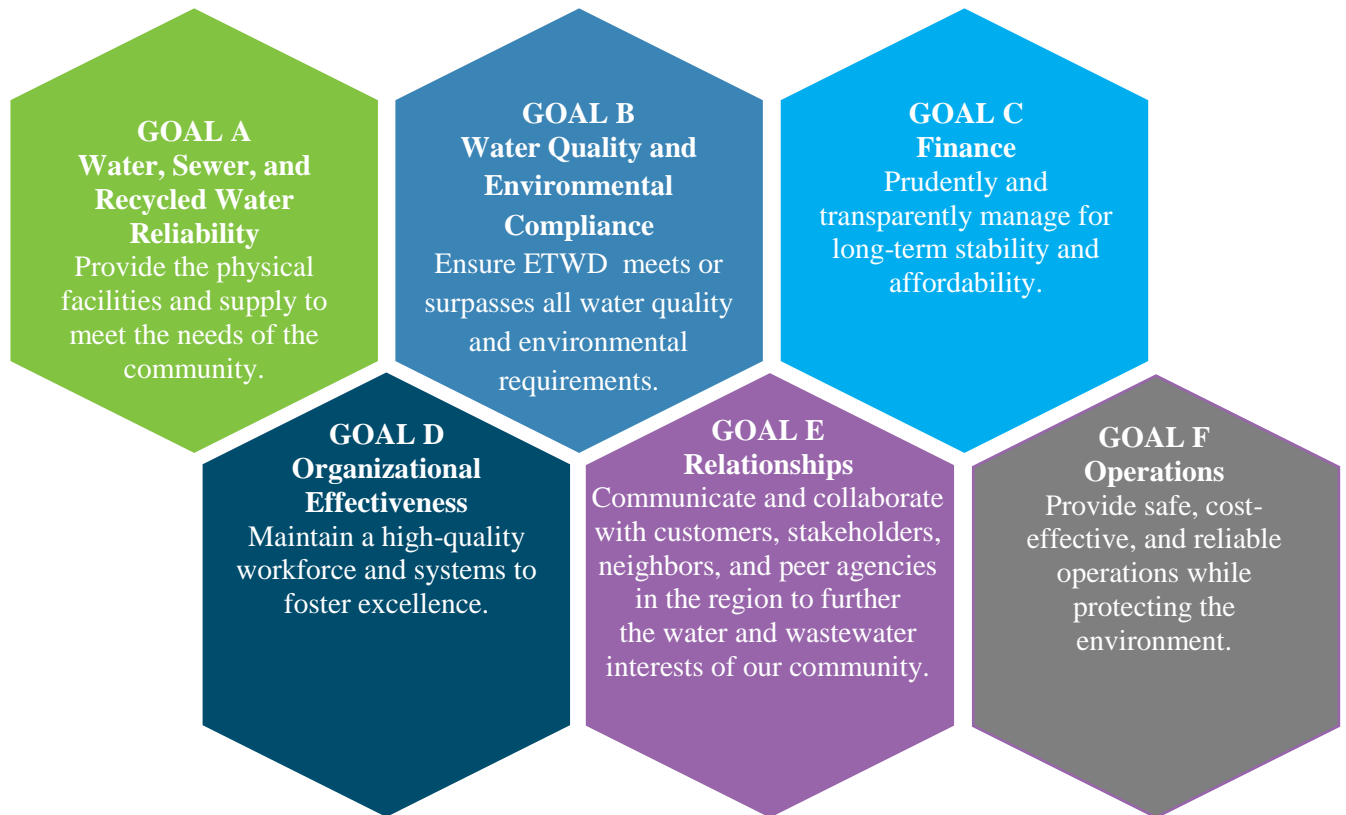 GOAL A
Water, Sewer, and
Recycled Water
Reliability
Provide the physical
facilities and supply to
meet the needs of the
community.
GOAL B
Water Quality and
Environmental
Compliance
Ensure ETWD meets or
surpasses all water quality
and environmental
requirements.
GOAL C
Finance
Prudently and
transparently manage for
long-term stability and
affordability.
GOAL D
Organizational
Effectiveness
Maintain a high-quality
workforce and systems to
foster excellence.
GOAL E
Relationships
Communicate and collaborate
with customers, stakeholders,
neighbors, and peer agencies
in the region to further
the water and wastewater
interests of our community.
GOAL F
Operations
Provide safe, cost-
effective, and reliable
operations while
protecting the
environment.